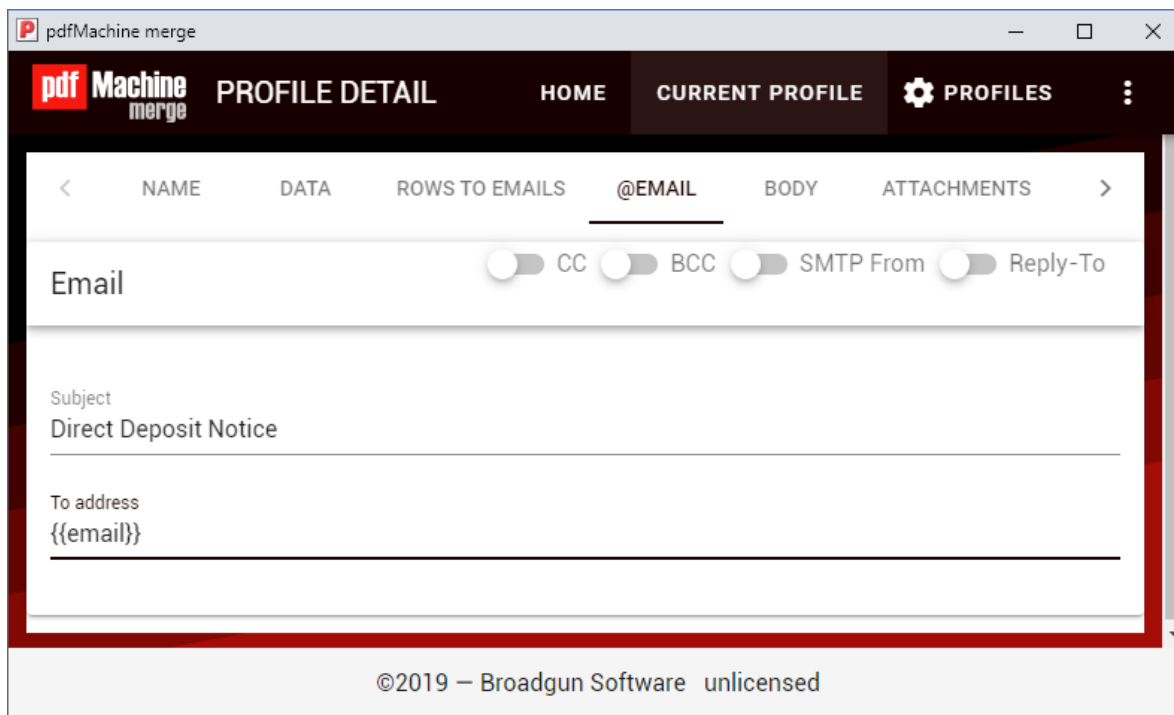 pdfMachine merge
pdf Machine merge PROFILE DETAIL HOME CURRENT PROFILE PROFILES
NAME DATA ROWS TO EMAILS @EMAIL BODY ATTACHMENTS
Email CC BCC SMTP From Reply-To
Subject
Direct Deposit Notice
To address
{{email}}
©2019 — Broadgun Software unlicensed